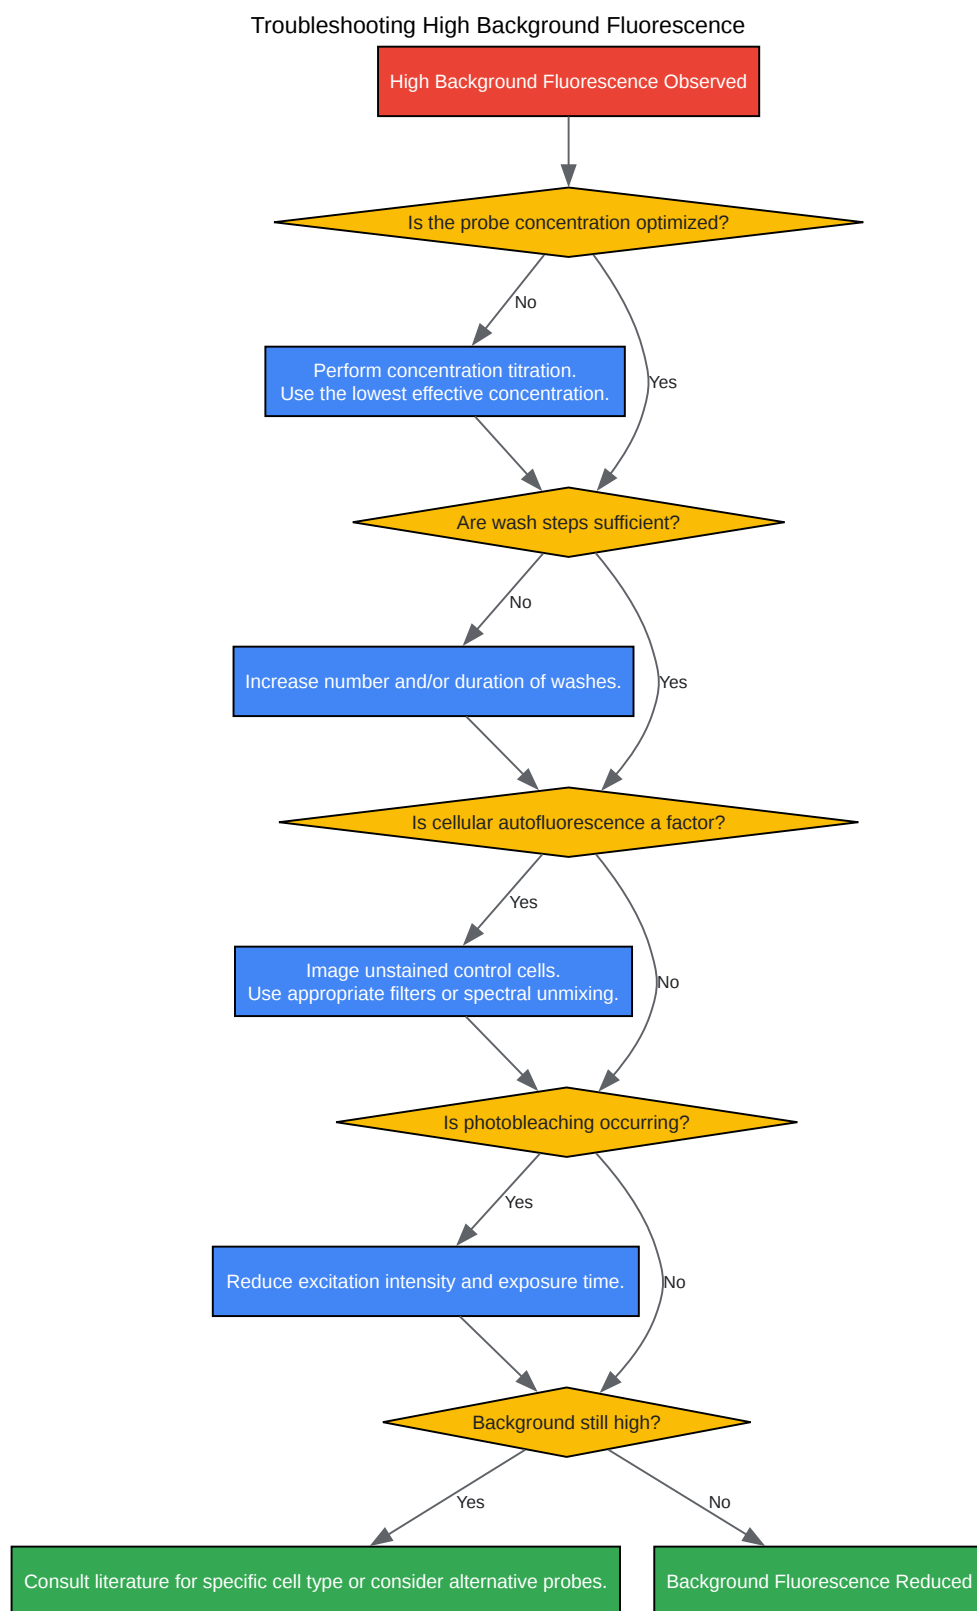 Troubleshooting High Background Fluorescence
High Background Fluorescence Observed
Is the probe concentration optimized?
No
Perform concentration titration.
Use the lowest effective concentration.
Yes
Are wash steps sufficient?
No
Increase number and/or duration of washes.
Yes
Is cellular autofluorescence a factor?
Yes
Image unstained control cells.
Use appropriate filters or spectral unmixing.
No
Is photobleaching occurring?
Yes
Reduce excitation intensity and exposure time.
No
Background still high?
Yes
No
Consult literature for specific cell type or consider alternative probes.
Background Fluorescence Reduced